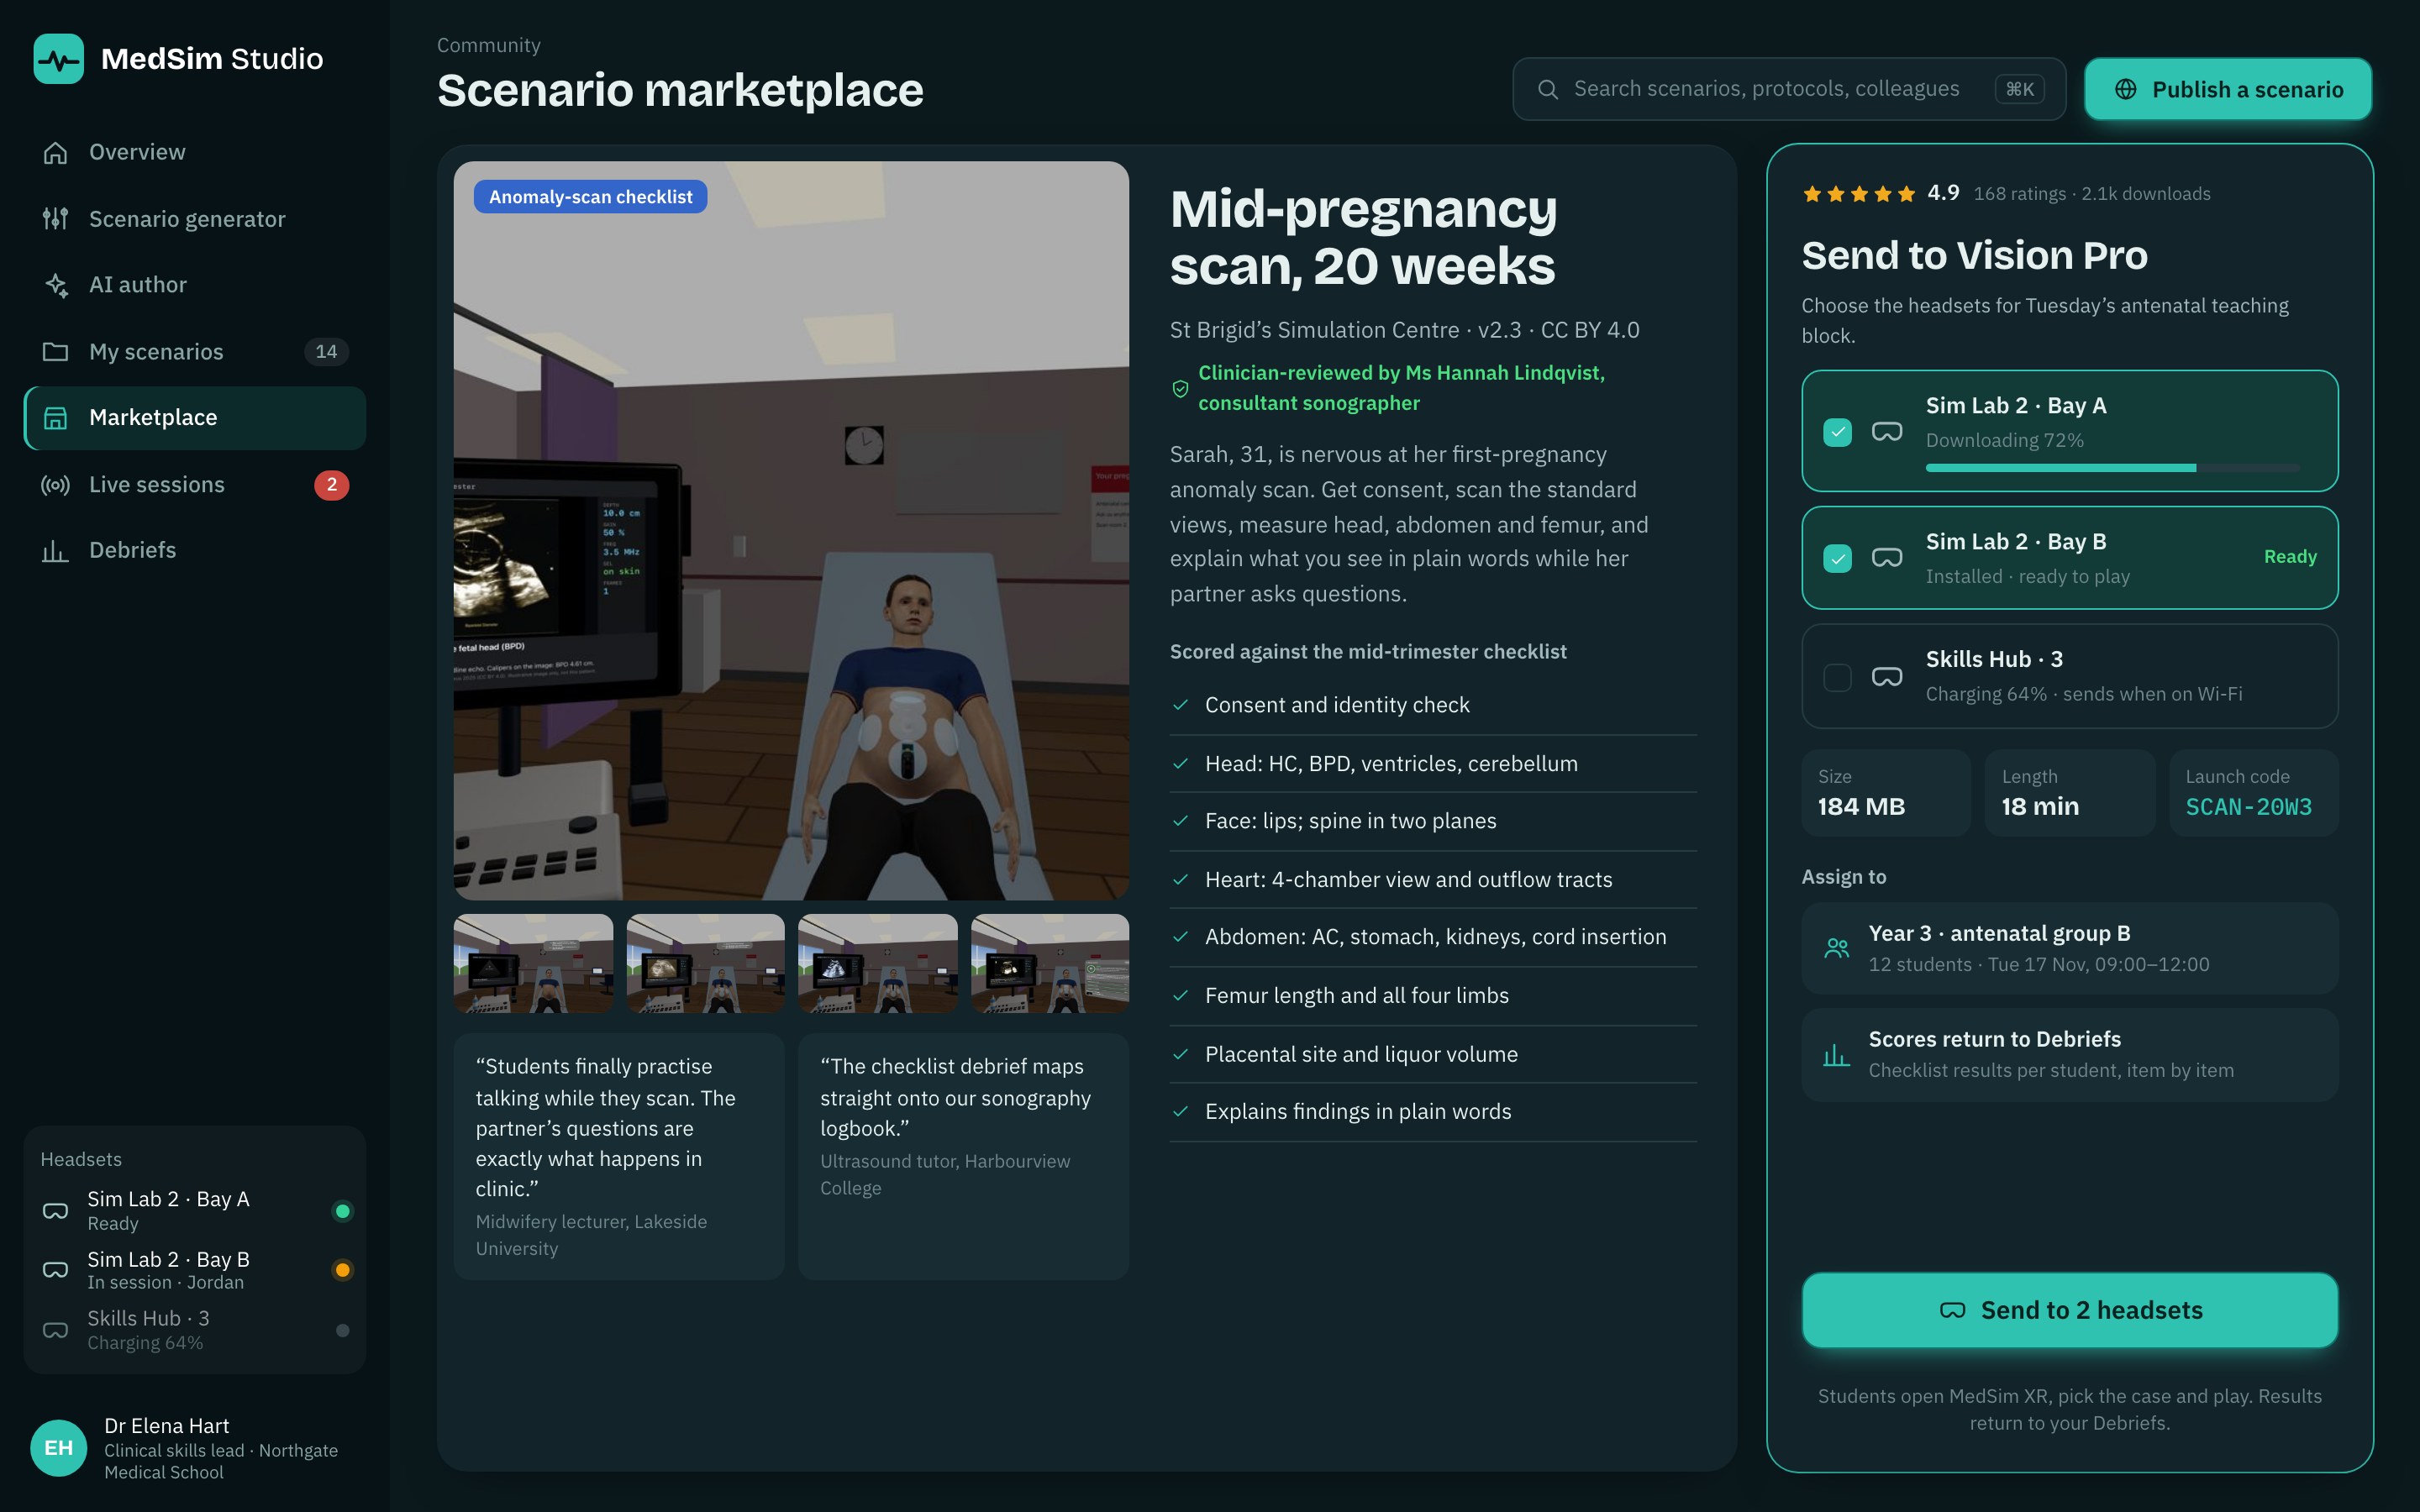 MedSim Studio
Overview
Scenario generator
AI author
My scenarios
14
Marketplace
Live sessions
2
Debriefs
Headsets
Sim Lab 2 · Bay A
Ready
Sim Lab 2 · Bay B
In session · Jordan
Skills Hub · 3
Charging 64%
EH
Dr Elena Hart
Clinical skills lead · Northgate
Medical School
Community
Scenario marketplace
Search scenarios, protocols, colleagues
⌘K
Publish a scenario
Anomaly-scan checklist
10.0 cm
50 %
3.5 MHz
on skin
1
fetal head (BPD)
“Students finally practise
talking while they scan. The
partner’s questions are
exactly what happens in
clinic.”
Midwifery lecturer, Lakeside
University
“The checklist debrief maps
straight onto our sonography
logbook.”
Ultrasound tutor, Harbourview
College
Mid-pregnancy
scan, 20 weeks
St Brigid’s Simulation Centre · v2.3 · CC BY 4.0
Clinician-reviewed by Ms Hannah Lindqvist,
consultant sonographer
Sarah, 31, is nervous at her first-pregnancy
anomaly scan. Get consent, scan the standard
views, measure head, abdomen and femur, and
explain what you see in plain words while her
partner asks questions.
Scored against the mid-trimester checklist
Consent and identity check
Head: HC, BPD, ventricles, cerebellum
Face: lips; spine in two planes
Heart: 4-chamber view and outflow tracts
Abdomen: AC, stomach, kidneys, cord insertion
Femur length and all four limbs
Placental site and liquor volume
Explains findings in plain words
4.9 168 ratings · 2.1k downloads
Send to Vision Pro
Choose the headsets for Tuesday’s antenatal teaching
block.
Sim Lab 2 · Bay A
Downloading 72%
Sim Lab 2 · Bay B
Installed · ready to play
Ready
Skills Hub · 3
Charging 64% · sends when on Wi-Fi
Size
184 MB
Length
18 min
Launch code
SCAN-20W3
Assign to
Year 3 · antenatal group B
12 students · Tue 17 Nov, 09:00–12:00
Scores return to Debriefs
Checklist results per student, item by item
Send to 2 headsets
Students open MedSim XR, pick the case and play. Results
return to your Debriefs.